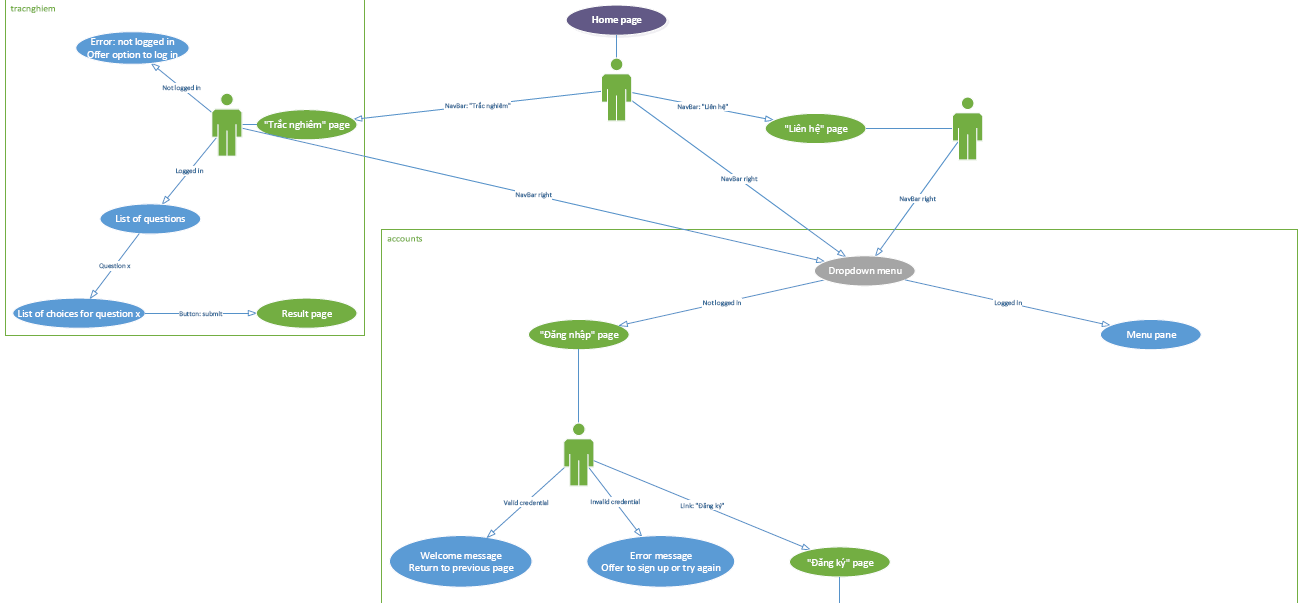 tracnghiem
Home page
Error: not logged in
Offer option to log in
Not logged in
NavBar: "Trắc nghiêm"
NavBar: "Liên hê"
"Trắc nghiêm" page
"Liên hệ" page
Logged in
NavBar right
NavBar right
NavBar right
List of questions
accounts
Question x
Dropdown menu
Not logged in
Logged in
List of choices for question x
Button: submit
Result page
"Đăng nhập" page
Menu pane
Valid credential
Invalid credential
Link: "Đăng ký"
Welcome message
Return to previous page
Error message
Offer to sign up or try again
"Đăng ký" page